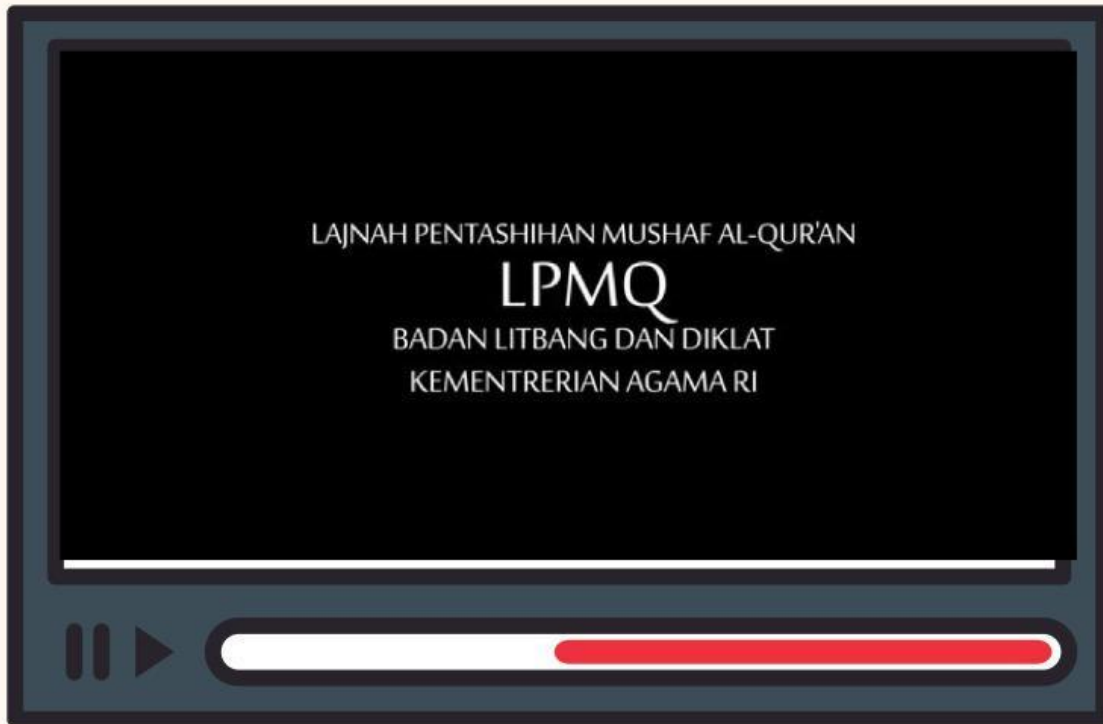 LAJNAH PENTASHIHAN MUSHAF AL-QUR'AN
LPMQ
BADAN LITBANG DAN DIKLAT
KEMENTRERIAN AGAMA RI